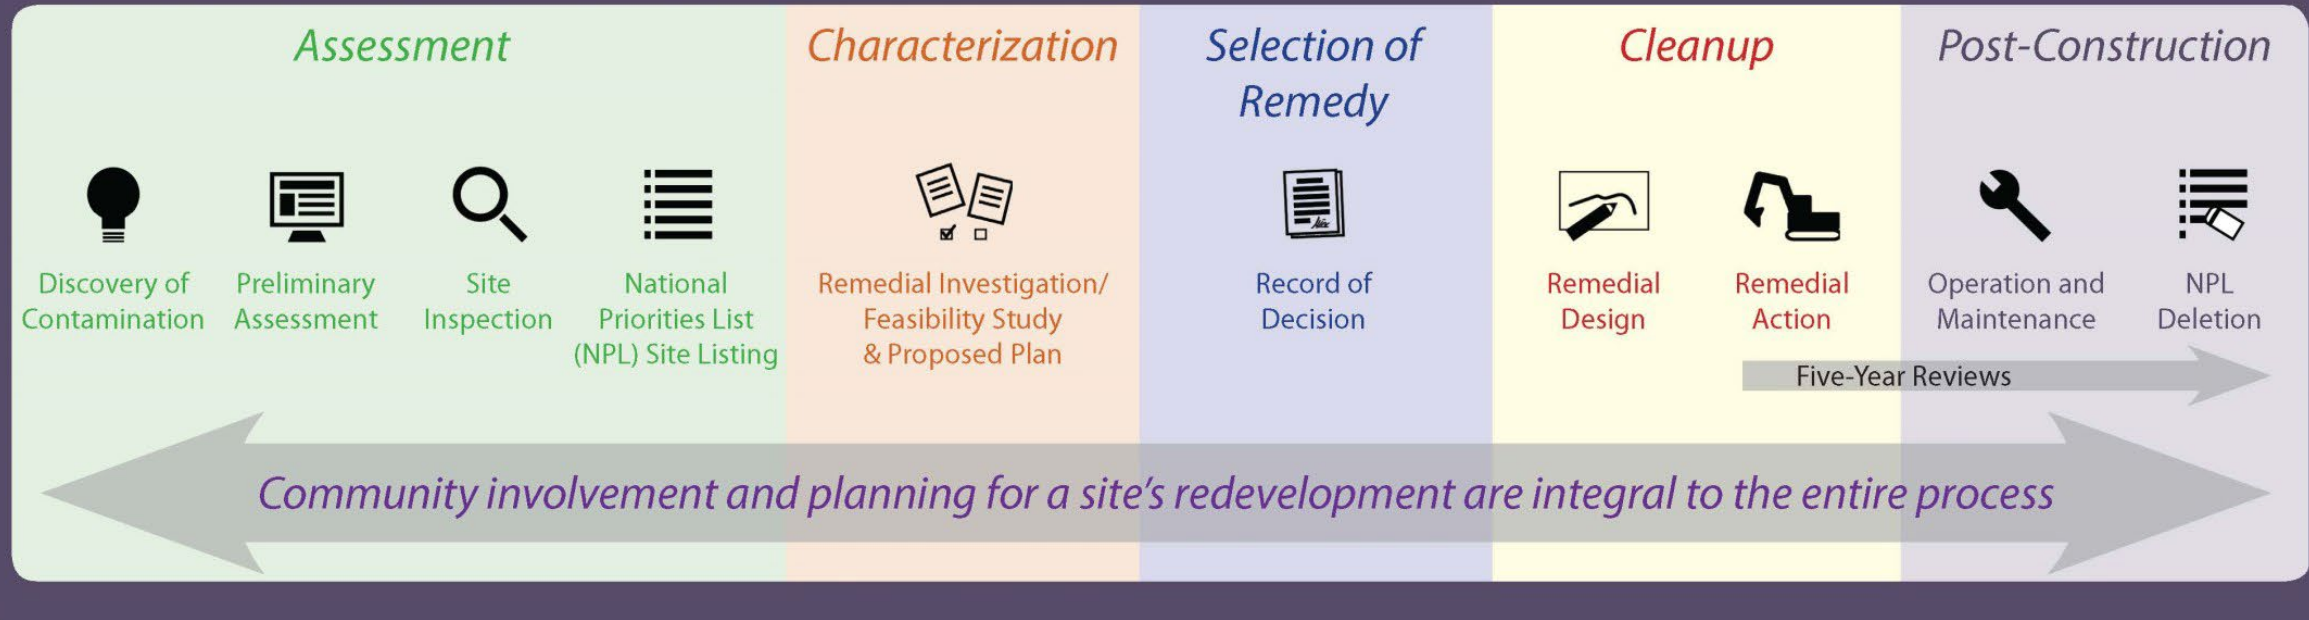 Assessment
Discovery of
Contamination
Preliminary
Assessment
Site
Inspection
National
Priorities List
(NPL) Site Listing
Characterization
Remedial Investigation/
Feasibility Study
& Proposed Plan
Selection of
Remedy
Record of
Decision
Cleanup
Remedial
Design
Remedial
Action
Post-Construction
Operation and
Maintenance
NPL
Deletion
Five-Year Reviews
Community involvement and planning for a site's redevelopment are integral to the entire process